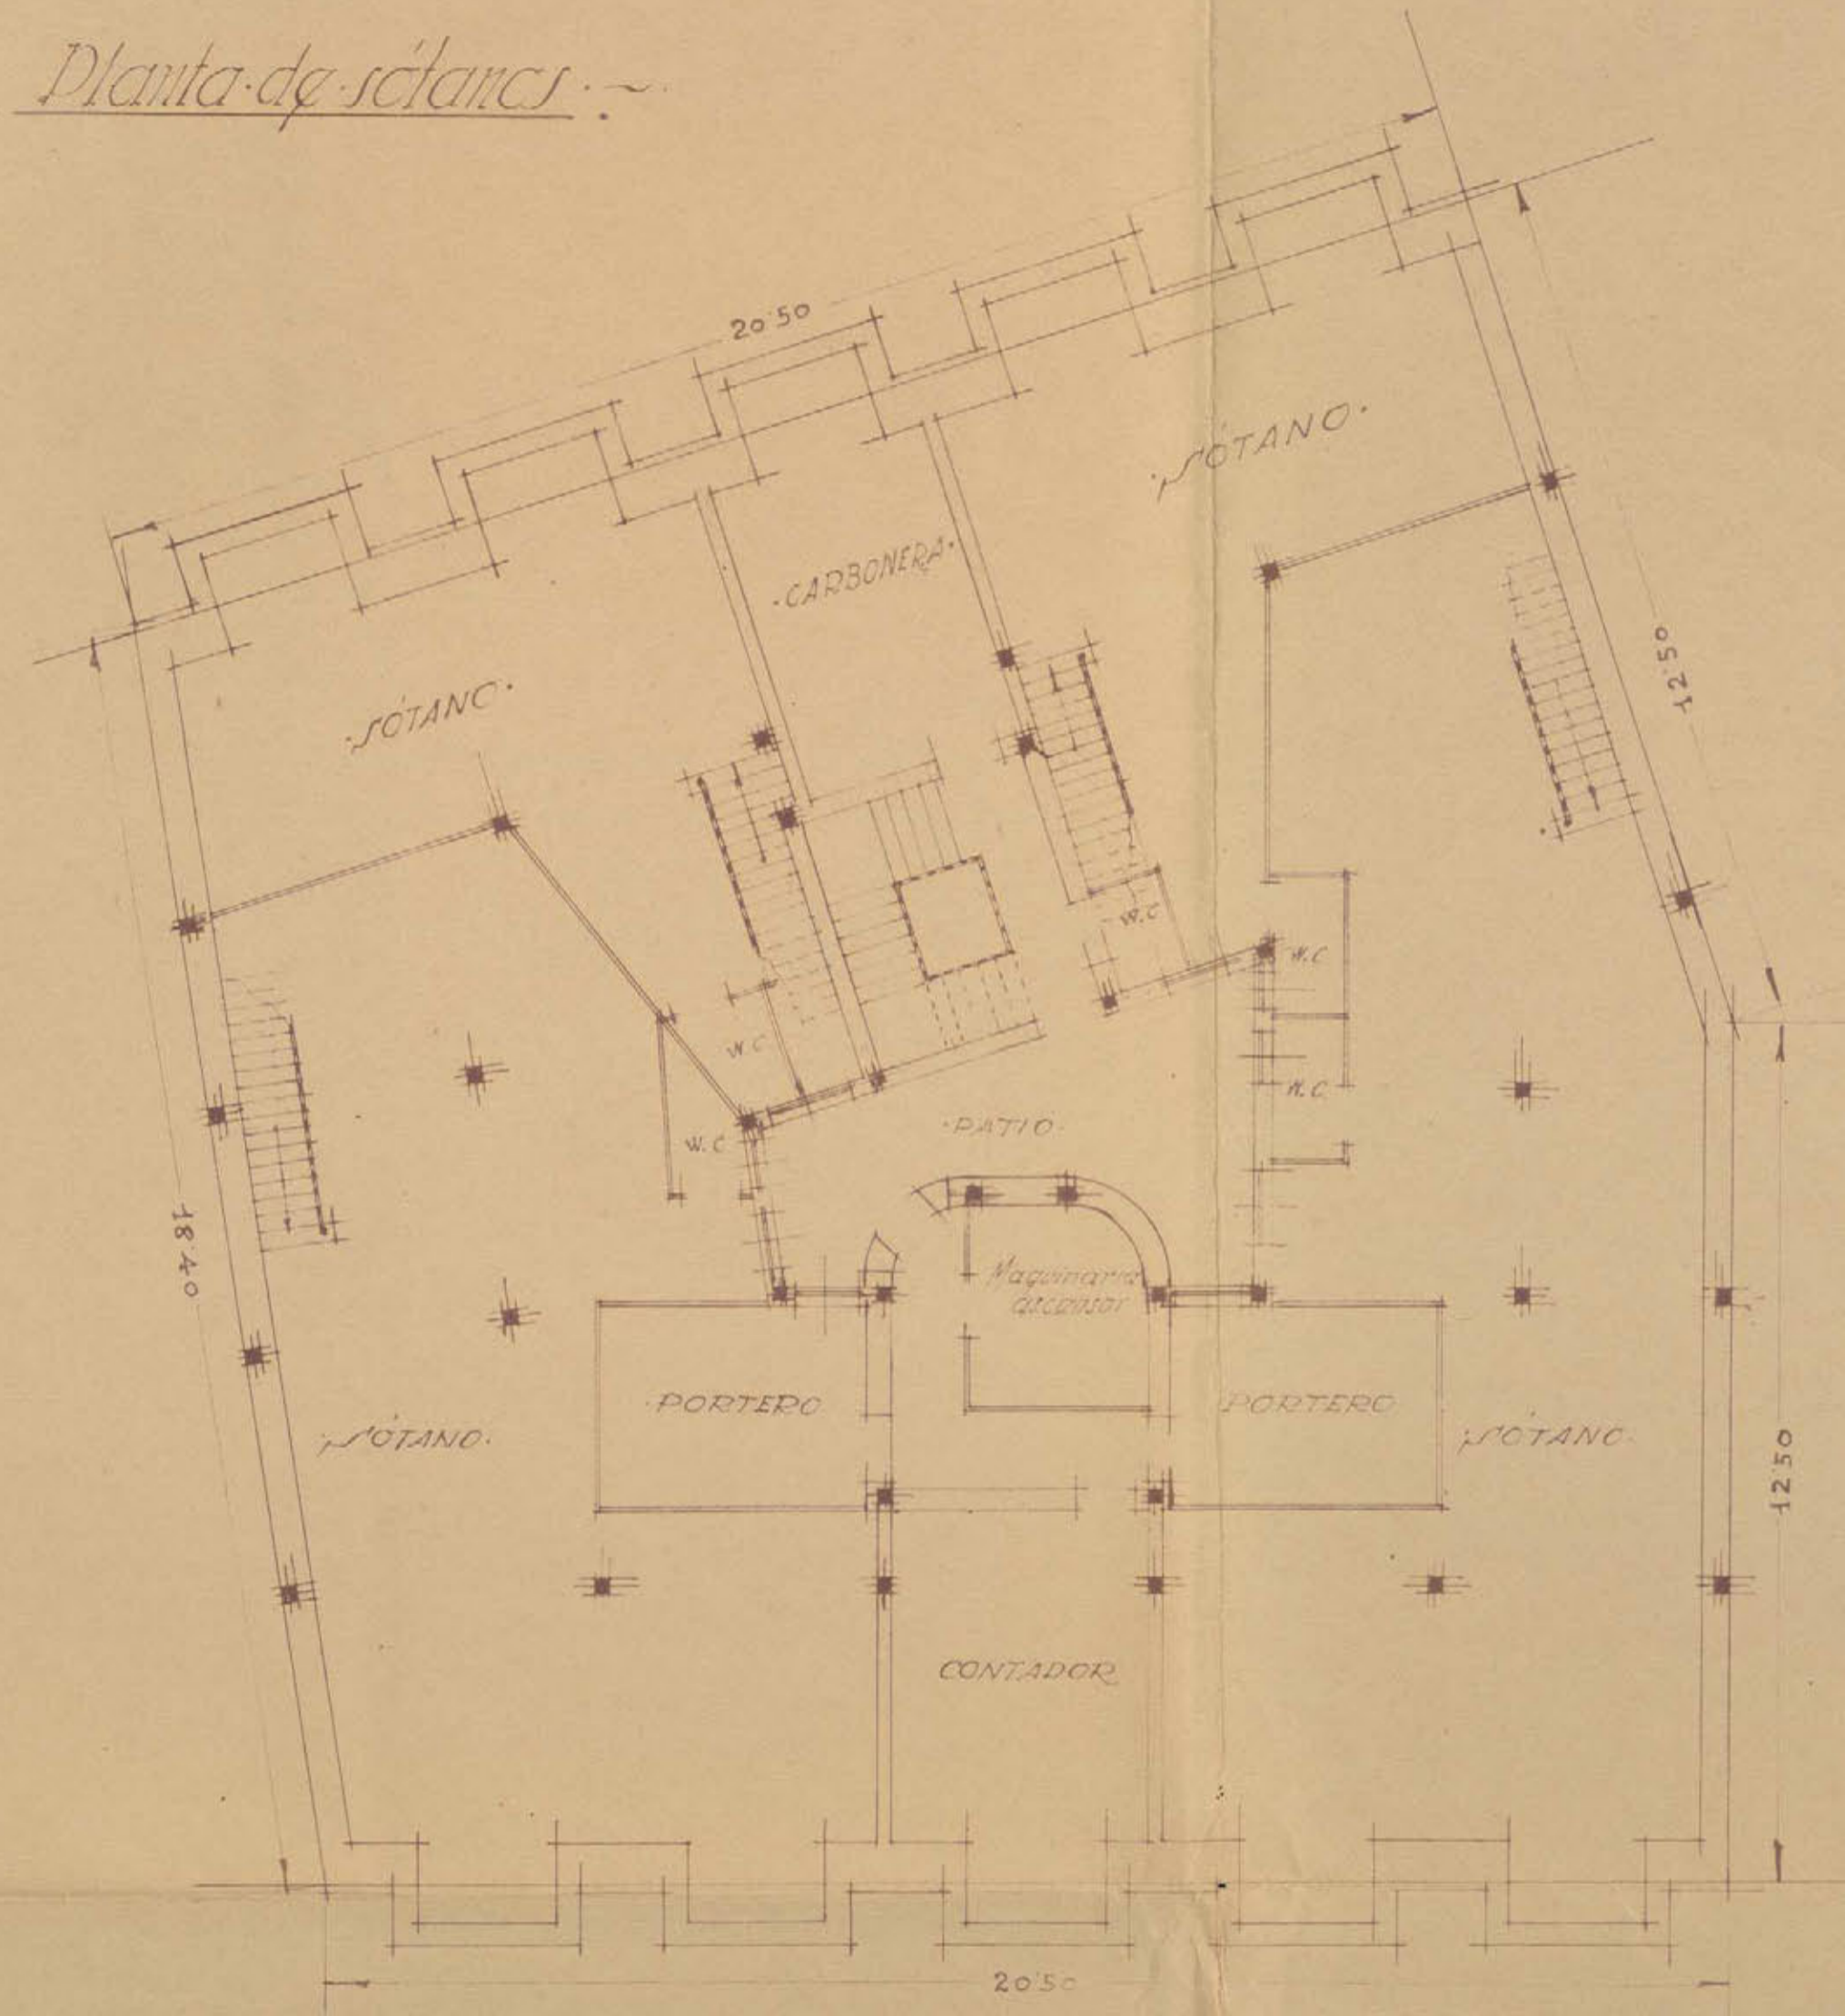 Planta de sótanos.
20'50
SÓTANO.
CARBONERA.
SÓTANO.
12'50
W.C
W.C
W.C
W.C
W.C
PATIO.
18'40
Maquinaria
ascensor
PORTERO
PORTERO
SÓTANO.
SÓTANO.
12'50
CONTADOR
20'50